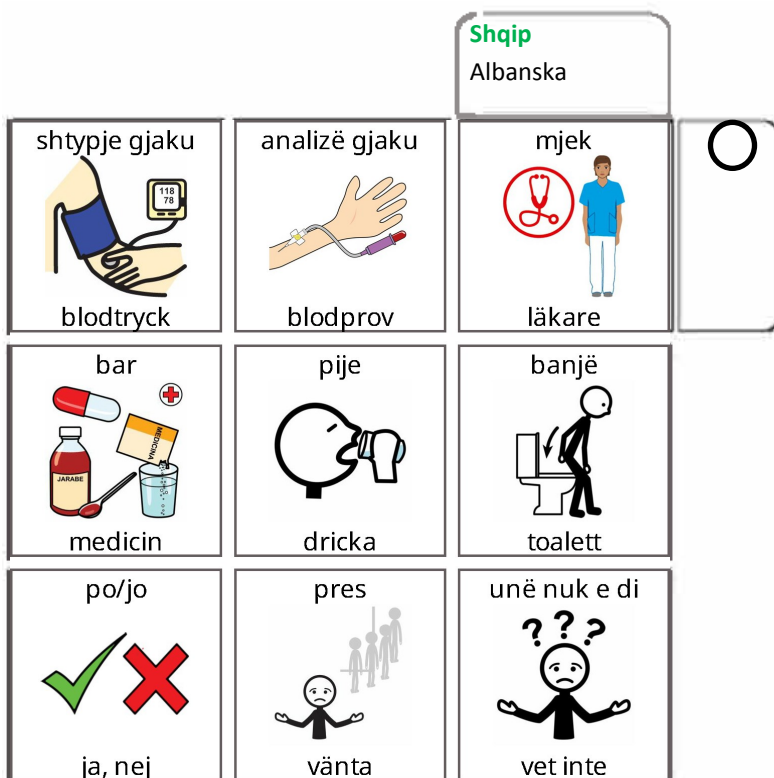 Shqip
Albanska
shtypje gjaku
analizë gjaku
mjek
118
78
blodtryck
blodprov
läkare
bar
pije
banjë
MEDICINA
JARABE
medicin
dricka
toalett
po/jo
pres
unë nuk e di
? ? ?
ja, nej
vänta
vet inte